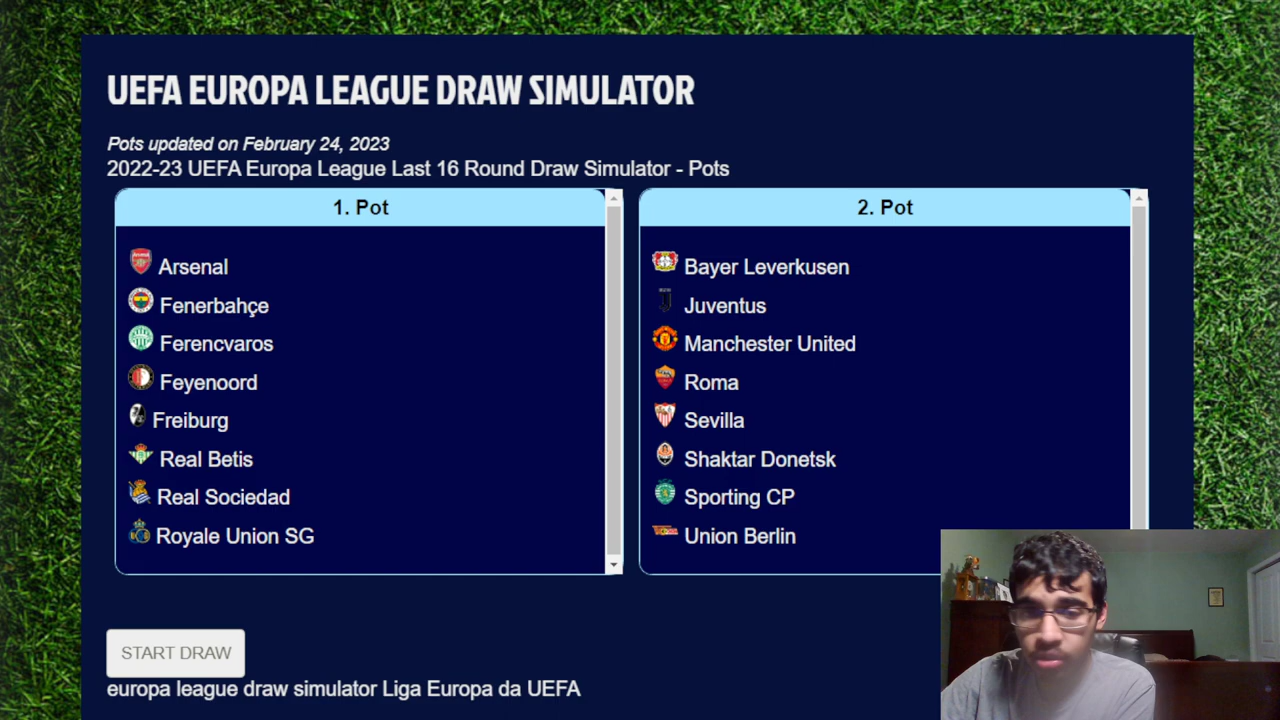 UEFA EUROPA LEAGUE DRAW SIMULATOR
Pots updated on February 24, 2023
2022-23 UEFA Europa League Last 16 Round Draw Simulator - Pots
1. Pot
Arsenal
Fenerbahçe
Ferencvaros
Feyenoord
Freiburg
Real Betis
Real Sociedad
Royale Union SG
2. Pot
Bayer Leverkusen
Juventus
Manchester United
Roma
Sevilla
Shaktar Donetsk
Sporting CP
Union Berlin
START DRAW
europa league draw simulator Liga Europa da UEFA